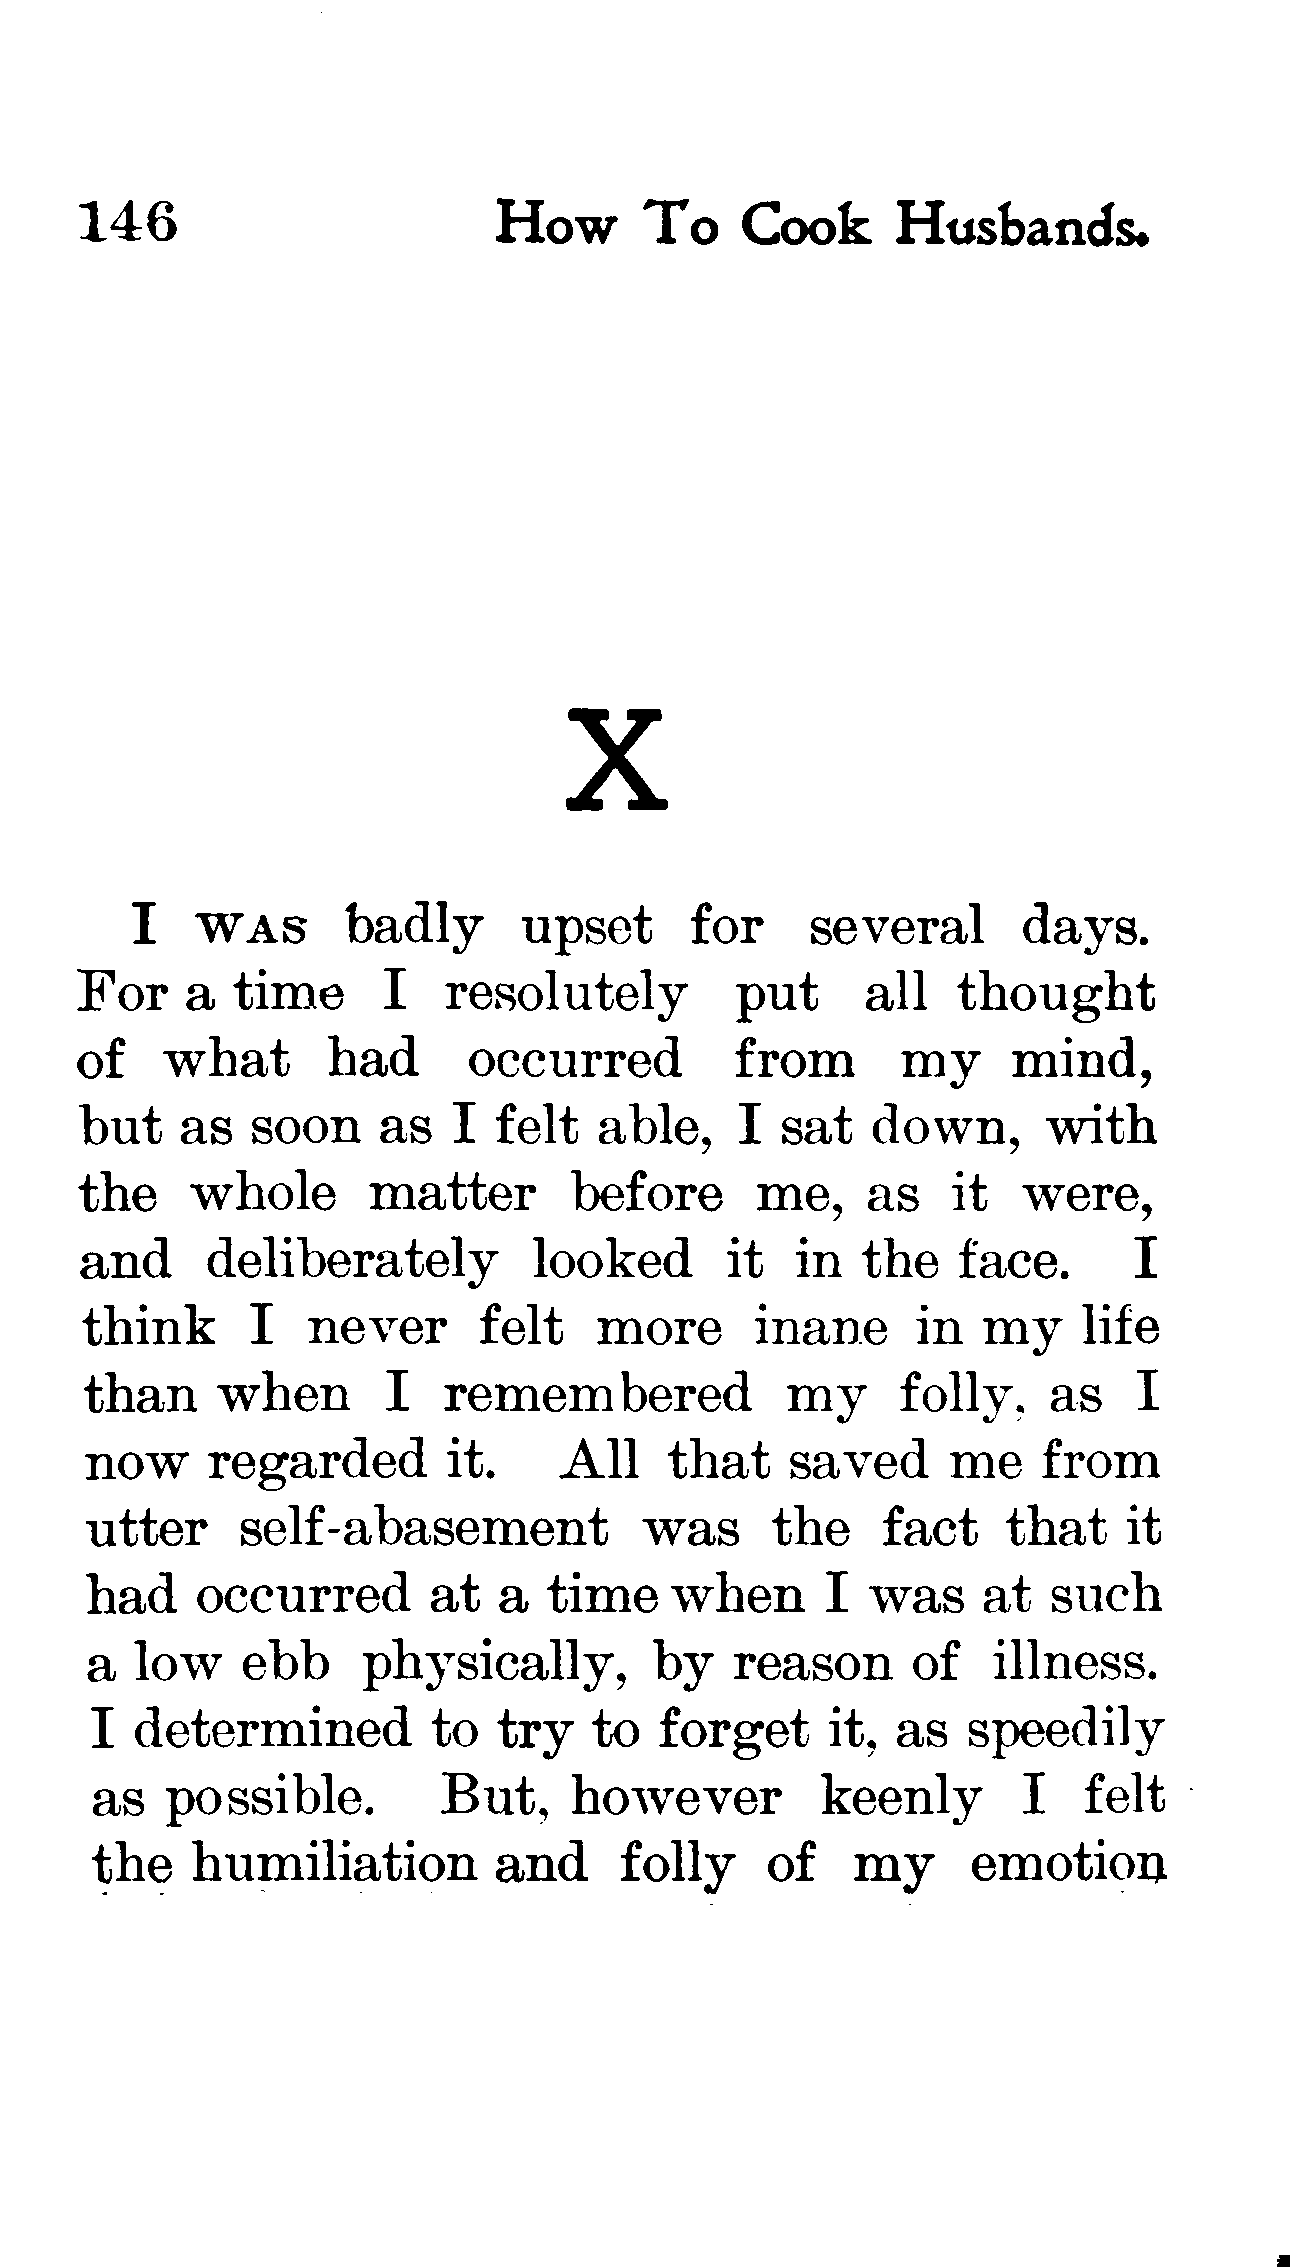 146 How To Cook Husbands.
X
I WAS badly upset for several days.
For a time I resolutely put all thought
of what had occurred from my mind,
but as soon as I felt able, I sat down, with
the whole matter before me, as it were,
and deliberately looked it in the face. I
think I never felt more inane in my life
than when I remembered my folly, as I
now regarded it. All that saved me from
utter self-abasement was the fact that it
had occurred at a time when I was at such
a low ebb physically, by reason of illness.
I determined to try to forget it, as speedily
as possible. But, however keenly I felt
the humiliation and folly of my emotion